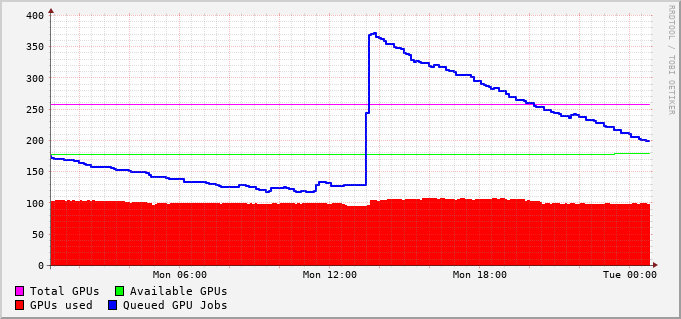 400
350
300
250
200
150
100
50
0
Mon 06:00 Mon 12:00 Mon 18:00 Tue 00:00
Total GPUs Available GPUs
GPUs used Queued GPU Jobs
RRDTOOL / TOBI OETIKER